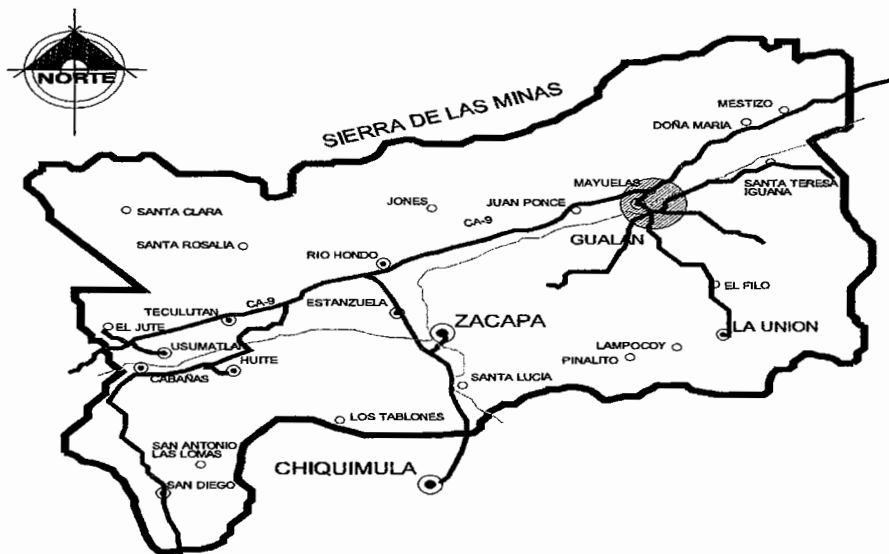 NORTE
SIERRA DE LAS MINAS
MESTIZO
DOÑA MARIA
MAYUELAS
SANTA TERESA
IGUANA
SANTA CLARA
JONES
JUAN PONCE
CA-9
GUALAN
SANTA ROSALIA
RIO HONDO
EL FILO
CA-9
TECULUTAN
ESTANZUELA
EL JUTE
ZACAPA
LA UNION
USUMATLAN
LAMPOCOY
PINALITO
HUITE
CABAÑAS
SANTA LUCIA
LOS TABLONES
SAN ANTONIO
LAS LOMAS
CHIQUIMULA
SAN DIEGO